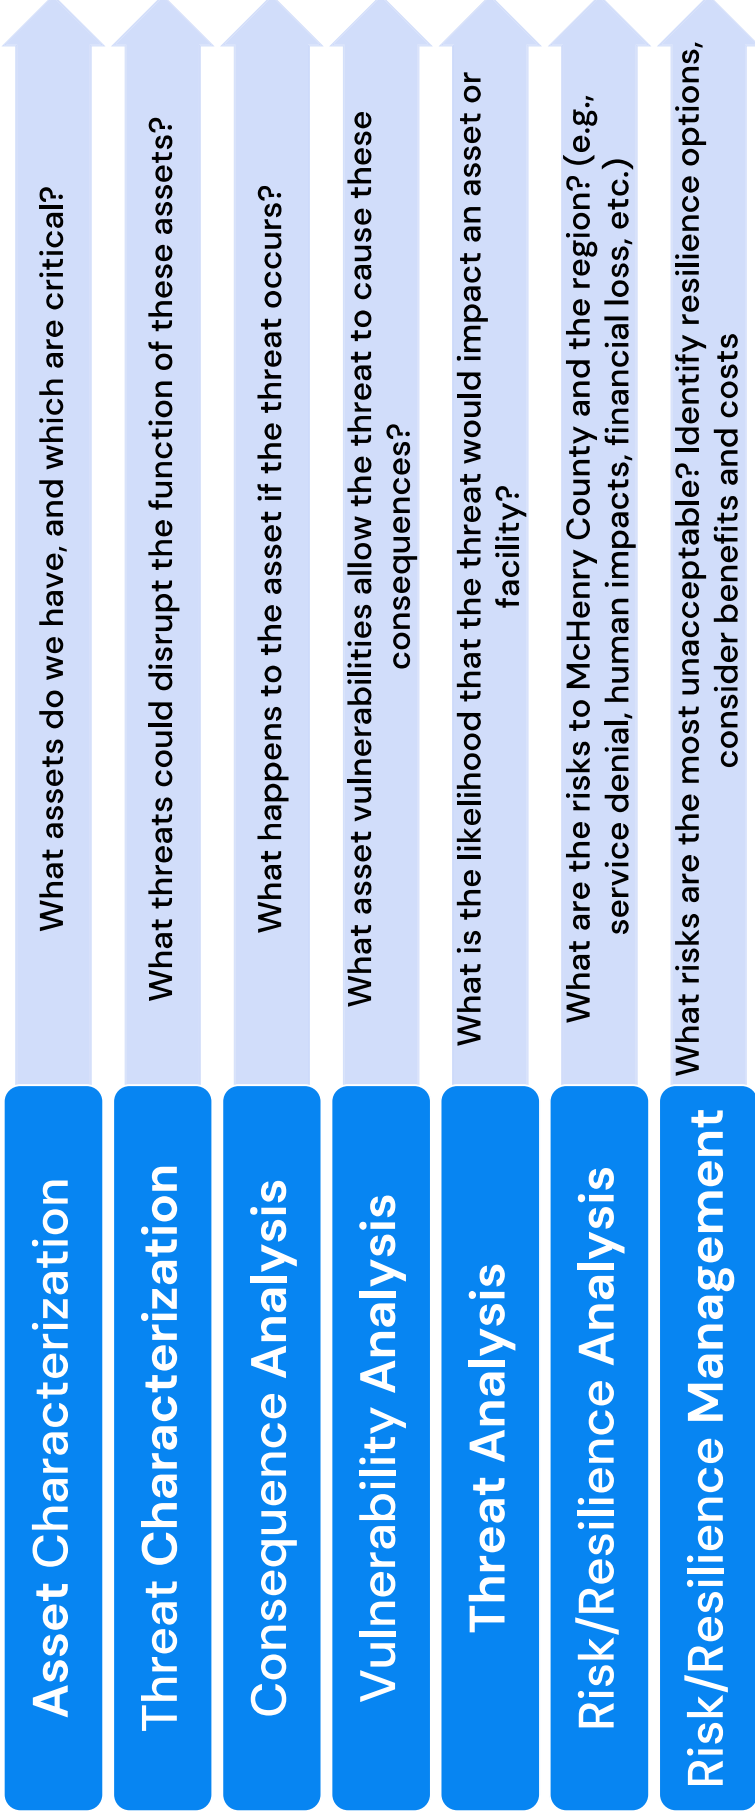 Asset Characterization
What assets do we have, and which are critical?
Threat Characterization
What threats could disrupt the function of these assets?
Consequence Analysis
What happens to the asset if the threat occurs?
Vulnerability Analysis
What asset vulnerabilities allow the threat to cause these
consequences?
Threat Analysis
What is the likelihood that the threat would impact an asset or
facility?
Risk/Resilience Analysis
What are the risks to McHenry County and the region? (e.g.,
service denial, human impacts, financial loss, etc.)
Risk/Resilience Management
What risks are the most unacceptable? Identify resilience options,
consider benefits and costs